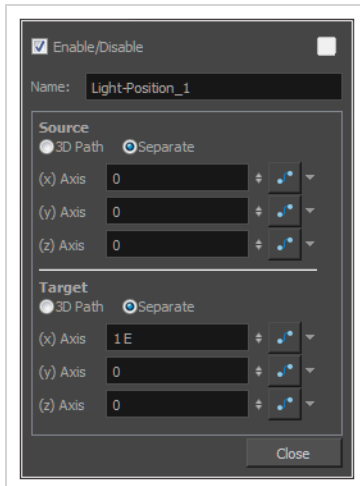 Enable/Disable
Name: Light-Position_1
Source
3D Path Separate
(x) Axis 0
(y) Axis 0
(z) Axis 0
Target
3D Path Separate
(x) Axis 1 E
(y) Axis 0
(z) Axis 0
Close